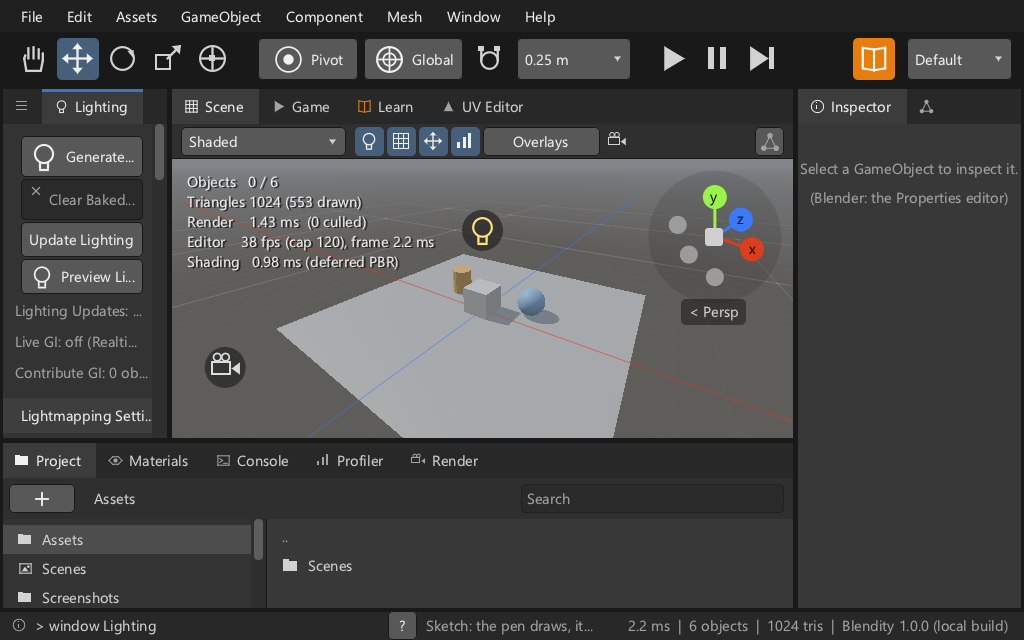 File Edit Assets GameObject Component Mesh Window Help
Pivot Global 0.25 m Default
Lighting
Scene Game Learn UV Editor
Inspector
Generate...
Clear Baked...
Update Lighting
Preview Li...
Lighting Updates: ...
Live GI: off (Realti...
Contribute GI: 0 ob...
Lightmapping Setti..
Shaded Overlays
Objects 0 / 6
Triangles 1024 (553 drawn)
Render 1.43 ms (0 culled)
Editor 38 fps (cap 120), frame 2.2 ms
Shading 0.98 ms (deferred PBR)
y
z
x
< Persp
Select a GameObject to inspect it.
(Blender: the Properties editor)
Project Materials Console Profiler Render
+ Assets Search
Assets
Scenes
Screenshots
..
Scenes
> window Lighting ? Sketch: the pen draws, it... 2.2 ms | 6 objects | 1024 tris | Blendity 1.0.0 (local build)